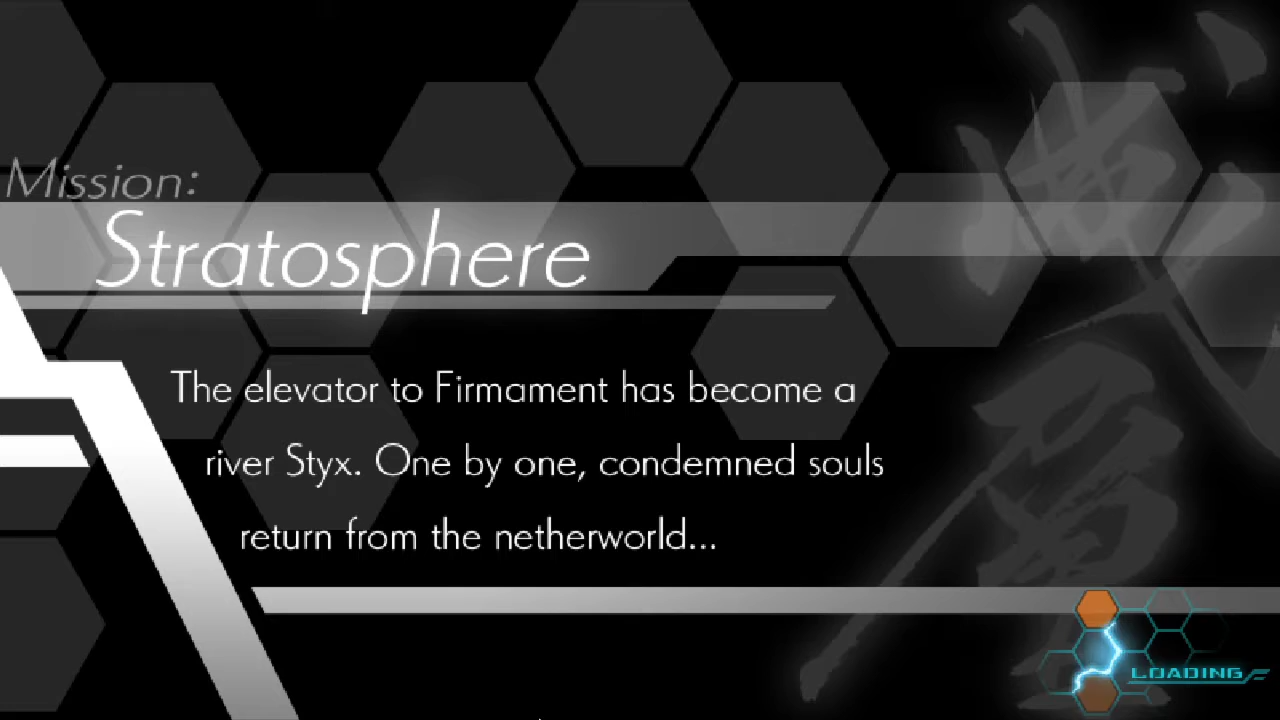 Mission:
Stratosphere
The elevator to Firmament has become a
river Styx. One by one, condemned souls
return from the netherworld...
LOADING